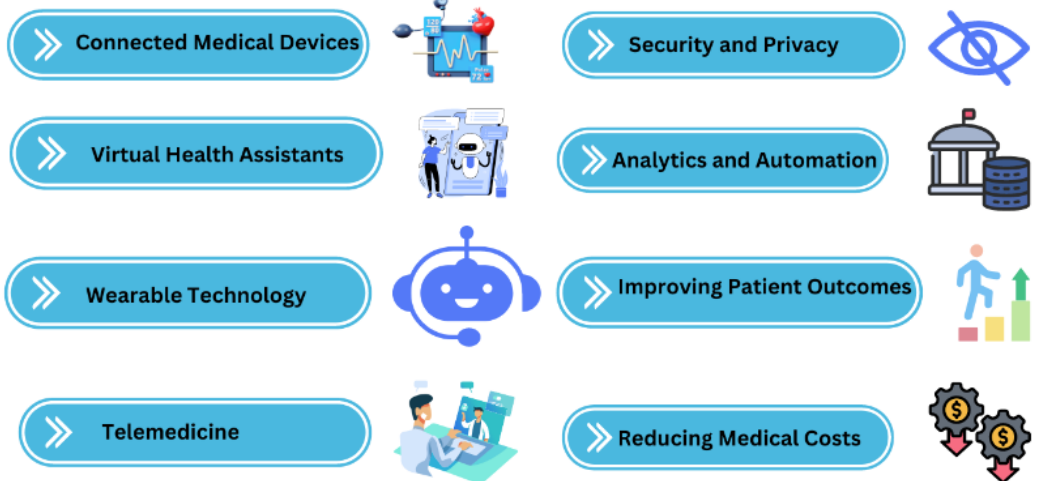 Connected Medical Devices
Security and Privacy
Virtual Health Assistants
Analytics and Automation
Wearable Technology
Improving Patient Outcomes
Telemedicine
Reducing Medical Costs